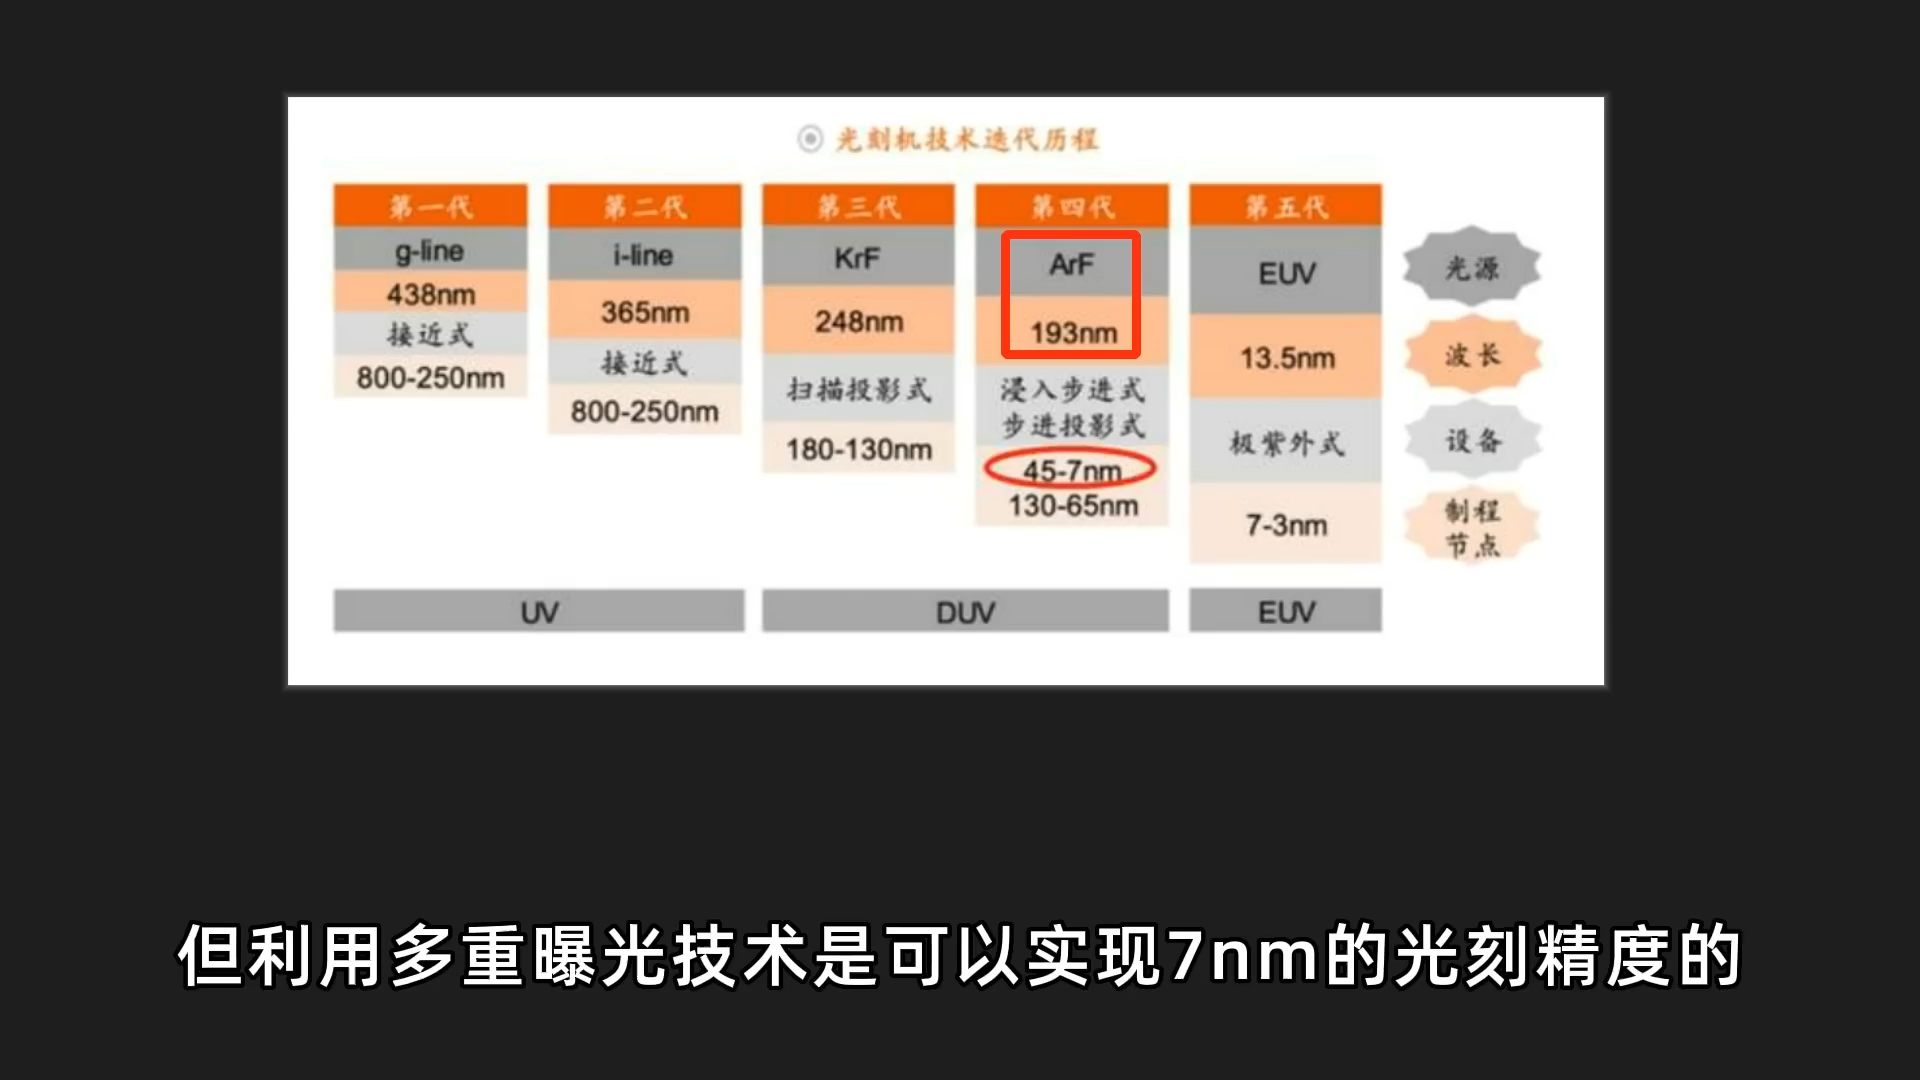 光刻机技术迭代历程
第一代
g-line
438nm
接近式
800-250nm
第二代
i-line
365nm
接近式
800-250nm
第三代
KrF
248nm
扫描投影式
180-130nm
第四代
ArF
193nm
浸入步进式
步进投影式
45-7nm
130-65nm
第五代
EUV
13.5nm
极紫外式
7-3nm
光源
波长
设备
制程
节点
UV
DUV
EUV
但利用多重曝光技术是可以实现7nm的光刻精度的